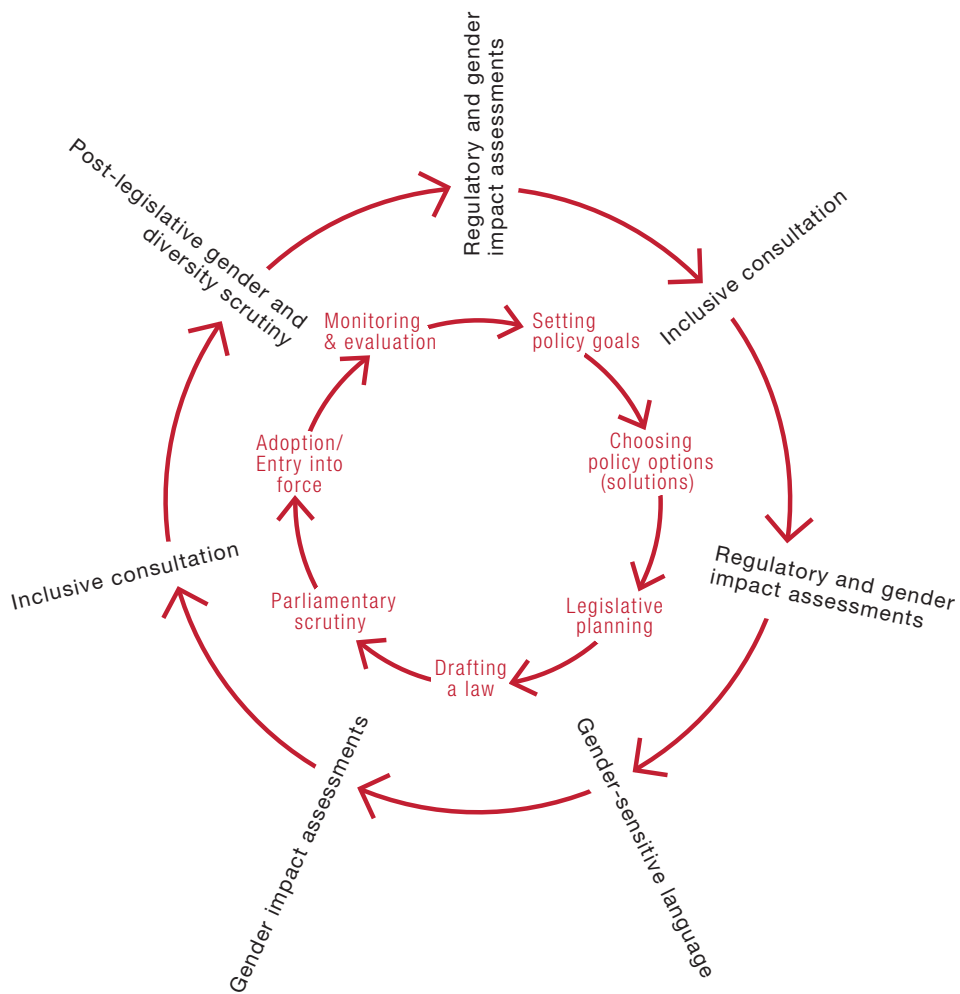 Regulatory and gender
impact assessments
Inclusive consultation
Regulatory and gender
impact assessments
Gender-sensitive language
Gender impact assessments
Inclusive consultation
Post-legislative gender and
diversity scrutiny
Setting
policy goals
Choosing
policy options
(solutions)
Legislative
planning
Drafting
a law
Parliamentary
scrutiny
Adoption/
Entry into
force
Monitoring
& evaluation